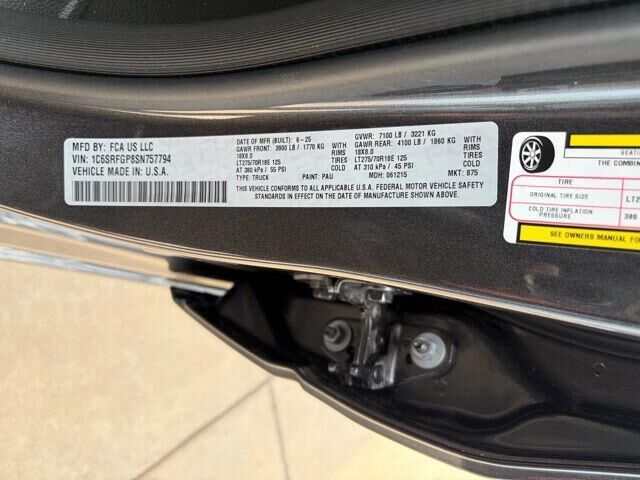 MFD BY: FCA US LLC
VIN: 1C6SRFGP8SN757794
VEHICLE MADE IN U.S.A.
DATE OF MFR (BUILT): 6-25
GVWR: 7100 LB / 3221 KG
GAWR FRONT: 3900 LB / 1770 KG WITH
18X8.0 RIMS
LT275/70R18E 125 TIRES
AT 380 kPa / 55 PSI COLD
GAWR REAR: 4100 LB / 1860 KG WITH
18X8.0 RIMS
LT275/70R18E 125 TIRES
AT 310 kPa / 45 PSI COLD
TYPE: TRUCK PAINT: PAU MDH: 061215 MKT: 875
THIS VEHICLE CONFORMS TO ALL APPLICABLE U.S.A. FEDERAL MOTOR VEHICLE SAFETY
STANDARDS IN EFFECT ON THE DATE OF MANUFACTURE SHOWN ABOVE.
SEATI
THE COMBIN
TIRE
ORIGINAL TIRE SIZE LT2
COLD TIRE INFLATION
PRESSURE 380
SEE OWNERS MANUAL FO